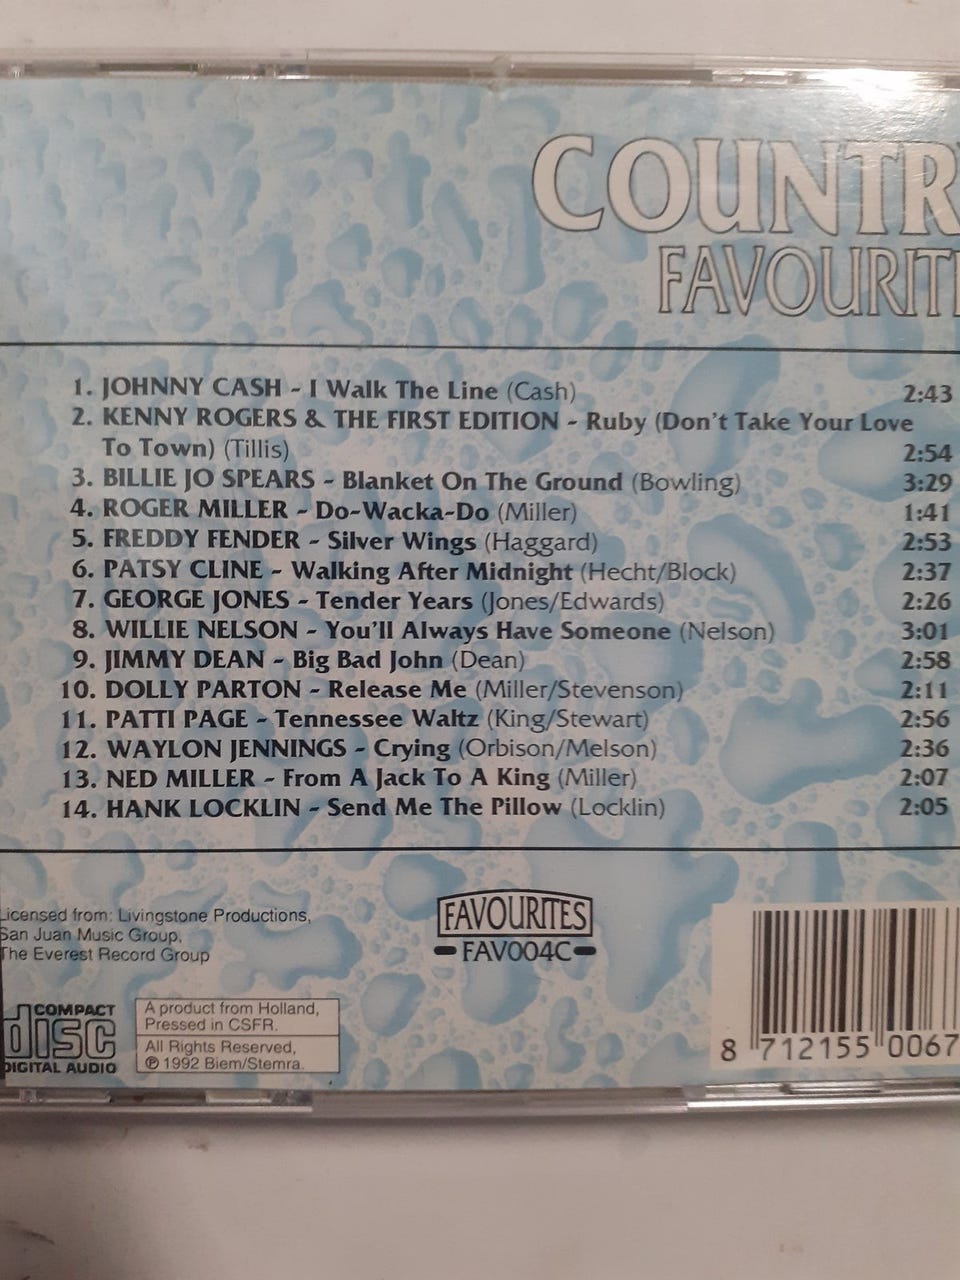 COUNTR
FAVOURIT
1. JOHNNY CASH - I Walk The Line (Cash) 2:43
2. KENNY ROGERS & THE FIRST EDITION - Ruby (Don't Take Your Love
To Town) (Tillis) 2:54
3. BILLIE JO SPEARS - Blanket On The Ground (Bowling) 3:29
4. ROGER MILLER - Do-Wacka-Do (Miller) 1:41
5. FREDDY FENDER - Silver Wings (Haggard) 2:53
6. PATSY CLINE - Walking After Midnight (Hecht/Block) 2:37
7. GEORGE JONES - Tender Years (Jones/Edwards) 2:26
8. WILLIE NELSON - You'll Always Have Someone (Nelson) 3:01
9. JIMMY DEAN - Big Bad John (Dean) 2:58
10. DOLLY PARTON - Release Me (Miller/Stevenson) 2:11
11. PATTI PAGE - Tennessee Waltz (King/Stewart) 2:56
12. WAYLON JENNINGS - Crying (Orbison/Melson) 2:36
13. NED MILLER - From A Jack To A King (Miller) 2:07
14. HANK LOCKLIN - Send Me The Pillow (Locklin) 2:05
Licensed from: Livingstone Productions,
San Juan Music Group,
The Everest Record Group
FAVOURITES
FAV004C
COMPACT
disc
DIGITAL AUDIO
A product from Holland,
Pressed in CSFR.
All Rights Reserved,
℗ 1992 Biem/Stemra.
8 712155 0067